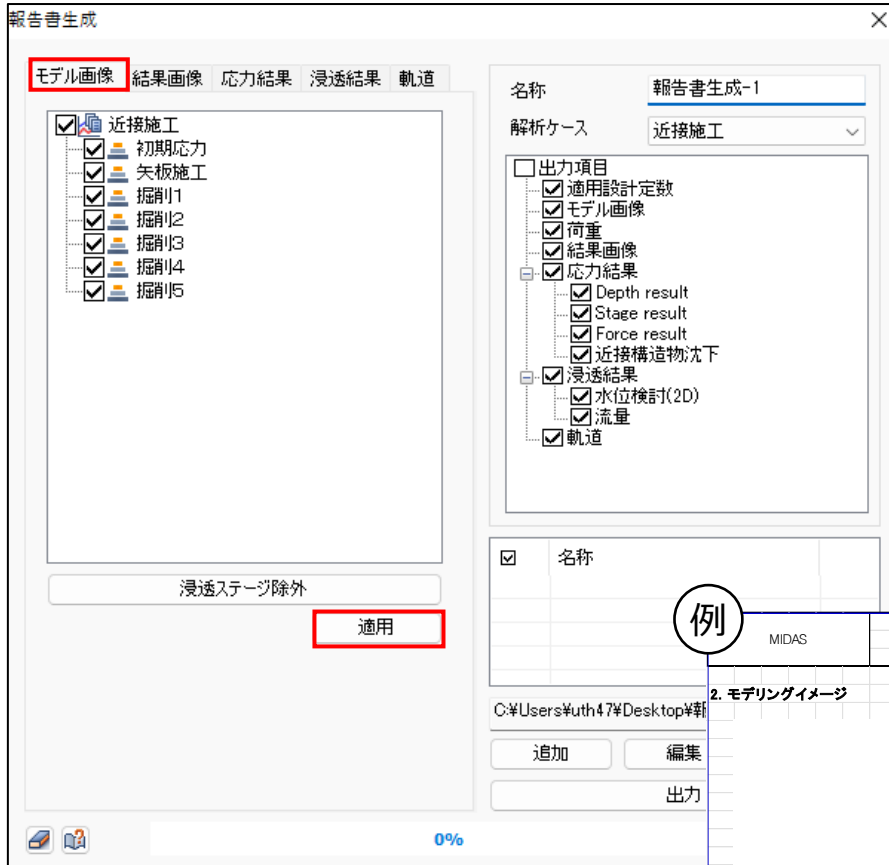 報告書生成
モデル画像 結果画像 応力結果 浸透結果 軌道
近接施工
初期応力
矢板施工
掘削1
掘削2
掘削3
掘削4
掘削5
浸透ステージ除外
適用
名称 報告書生成-1
解析ケース 近接施工
出力項目
適用設計定数
モデル画像
荷重
結果画像
応力結果
Depth result
Stage result
Force result
近接構造物沈下
浸透結果
水位検討(2D)
流量
軌道
名称
C:¥Users¥uth47¥Desktop¥報
追加 編集
出力
0%
例
MIDAS
2. モデリングイメージ